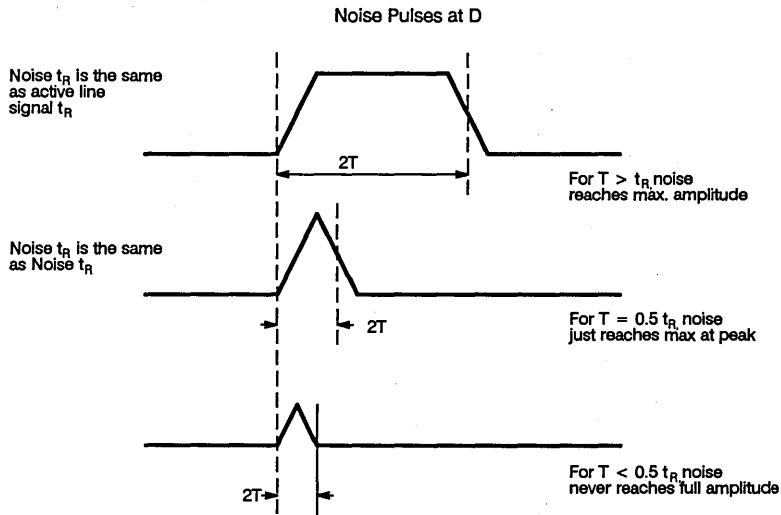 Noise Pulses at D
Noise tR is the same
as active line
signal tR
2T
For T > tR, noise
reaches max. amplitude
Noise tR is the same
as Noise tR
2T
For T = 0.5 tR, noise
just reaches max at peak
2T
For T < 0.5 tR, noise
never reaches full amplitude